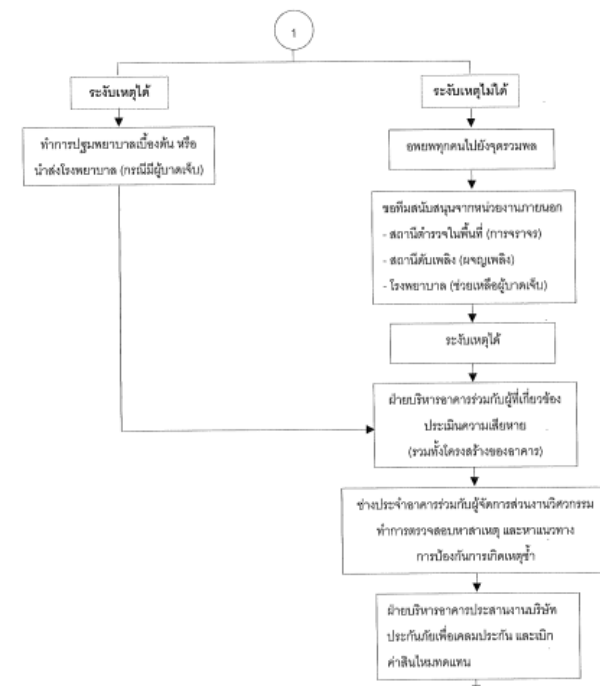 1
ระงับเหตุได้
ระงับเหตุไม่ได้
ทำการปฐมพยาบาลเบื้องต้น หรือ
นำส่งโรงพยาบาล (กรณีมีผู้บาดเจ็บ)
อพยพทุกคนไปยังจุดรวมพล
ขอทีมสนับสนุนจากหน่วยงานภายนอก
- สถานีตำรวจในพื้นที่ (การจราจร)
- สถานีดับเพลิง (ผจญเพลิง)
- โรงพยาบาล (ช่วยเหลือผู้บาดเจ็บ)
ระงับเหตุได้
ฝ่ายบริหารอาคารร่วมกับผู้ที่เกี่ยวข้อง
ประเมินความเสียหาย
(รวมทั้งโครงสร้างของอาคาร)
ช่างประจำอาคารร่วมกับผู้จัดการส่วนงานวิศวกรรม
ทำการตรวจสอบหาสาเหตุ และหาแนวทาง
การป้องกันการเกิดเหตุซ้ำ
ฝ่ายบริหารอาคารประสานงานบริษัท
ประกันภัยเพื่อเคลมประกัน และเบิก
ค่าสินไหมทดแทน